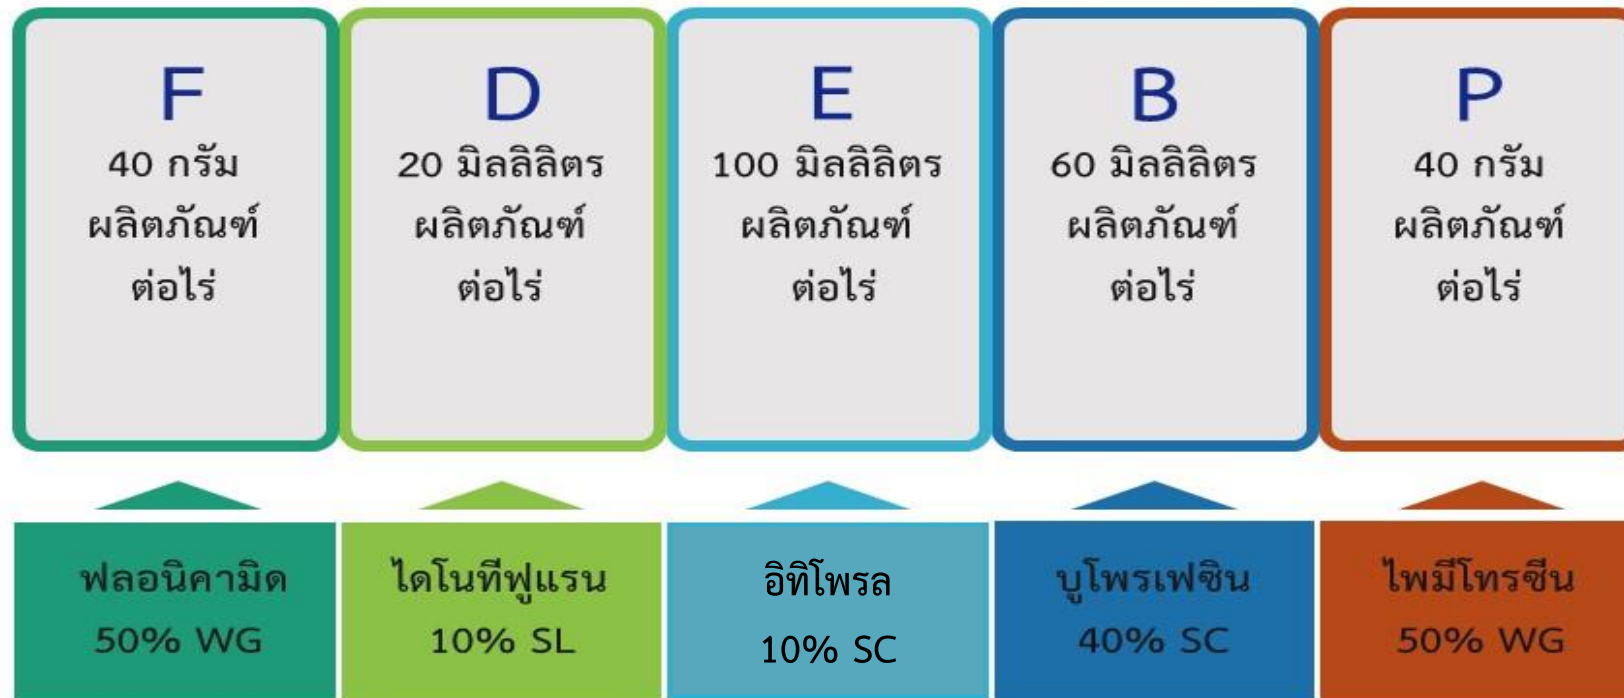 F
40 กรัม
ผลิตภัณฑ์
ต่อไร่
D
20 มิลลิลิตร
ผลิตภัณฑ์
ต่อไร่
E
100 มิลลิลิตร
ผลิตภัณฑ์
ต่อไร่
B
60 มิลลิลิตร
ผลิตภัณฑ์
ต่อไร่
P
40 กรัม
ผลิตภัณฑ์
ต่อไร่
ฟลอนิคามิด
50% WG
ไดโนทีฟูแรน
10% SL
อิทิโพรล
10% SC
บูโพรเฟซิน
40% SC
ไพมีโทรซีน
50% WG